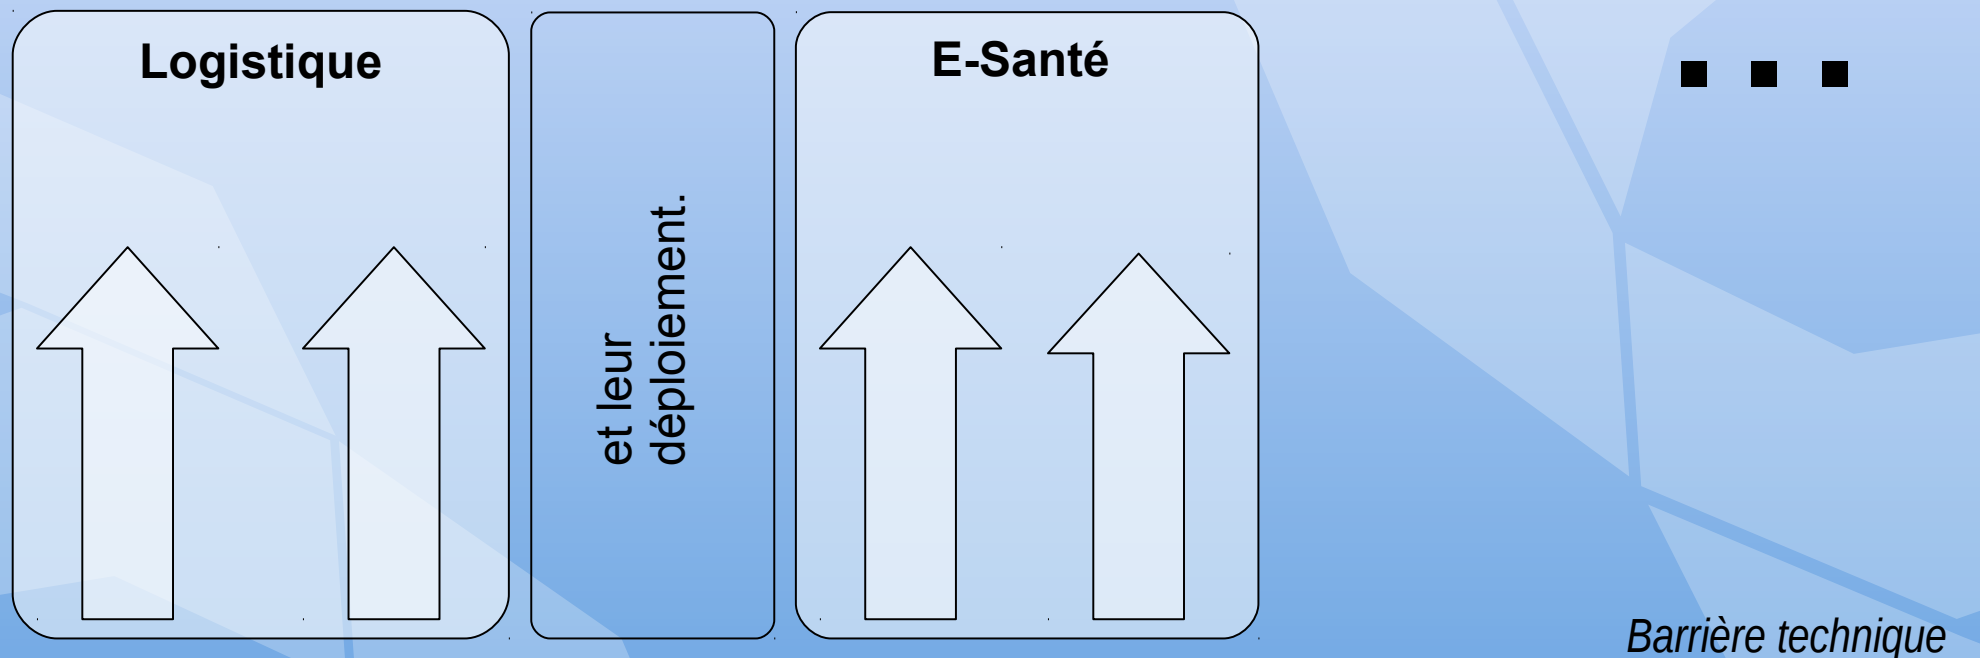 Logistique
et leur
déploiement.
E-Santé
...
Barrière technique